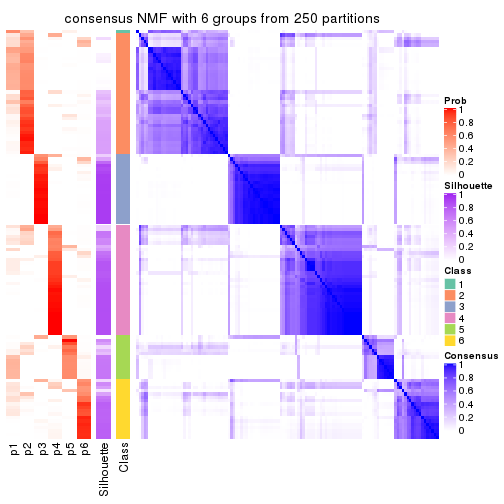 consensus NMF with 6 groups from 250 partitions
Prob
1
0.8
0.6
0.4
0.2
0
Silhouette
1
0.8
0.6
0.4
0.2
0
Class
1
2
3
4
5
6
Consensus
1
0.8
0.6
0.4
0.2
0
p1
p2
p3
p4
p5
p6
Silhouette
Class